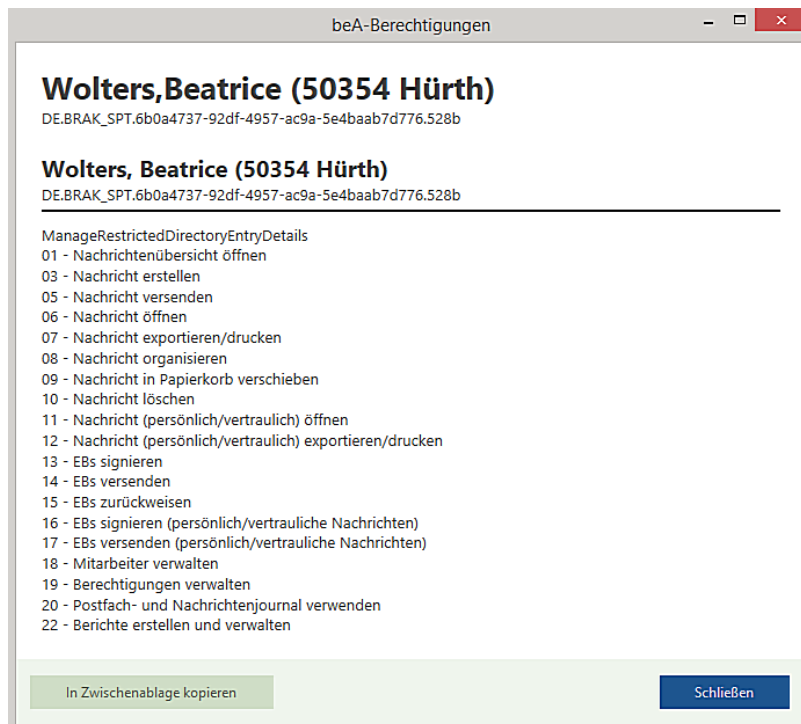 beA-Berechtigungen
Wolters,Beatrice (50354 Hürth)
DE.BRAK_SPT.6b0a4737-92df-4957-ac9a-5e4baab7d776.528b
Wolters, Beatrice (50354 Hürth)
DE.BRAK_SPT.6b0a4737-92df-4957-ac9a-5e4baab7d776.528b
ManageRestrictedDirectoryEntryDetails
01 - Nachrichtenübersicht öffnen
03 - Nachricht erstellen
05 - Nachricht versenden
06 - Nachricht öffnen
07 - Nachricht exportieren/drucken
08 - Nachricht organisieren
09 - Nachricht in Papierkorb verschieben
10 - Nachricht löschen
11 - Nachricht (persönlich/vertraulich) öffnen
12 - Nachricht (persönlich/vertraulich) exportieren/drucken
13 - EBs signieren
14 - EBs versenden
15 - EBs zurückweisen
16 - EBs signieren (persönlich/vertrauliche Nachrichten)
17 - EBs versenden (persönlich/vertrauliche Nachrichten)
18 - Mitarbeiter verwalten
19 - Berechtigungen verwalten
20 - Postfach- und Nachrichtenjournal verwenden
22 - Berichte erstellen und verwalten
In Zwischenablage kopieren
Schließen